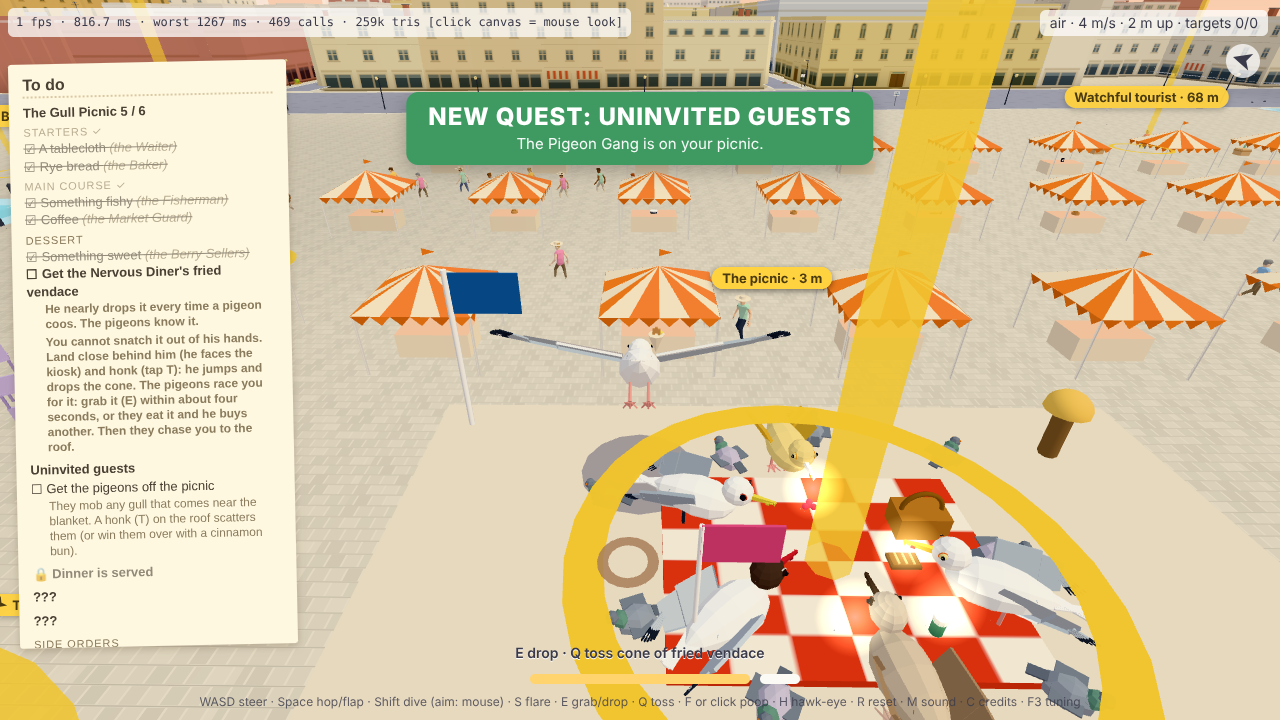 1 fps · 816.7 ms · worst 1267 ms · 469 calls · 259k tris [click canvas = mouse look]
air · 4 m/s · 2 m up · targets 0/0
Watchful tourist · 68 m
NEW QUEST: UNINVITED GUESTS
The Pigeon Gang is on your picnic.
The picnic · 3 m
To do
The Gull Picnic 5 / 6
STARTERS ✓
☑ A tablecloth (the Waiter)
☑ Rye bread (the Baker)
MAIN COURSE ✓
☑ Something fishy (the Fisherman)
☑ Coffee (the Market Guard)
DESSERT
☑ Something sweet (the Berry Sellers)
☐ Get the Nervous Diner's fried
vendace
He nearly drops it every time a pigeon
coos. The pigeons know it.
You cannot snatch it out of his hands.
Land close behind him (he faces the
kiosk) and honk (tap T): he jumps and
drops the cone. The pigeons race you
for it: grab it (E) within about four
seconds, or they eat it and he buys
another. Then they chase you to the
roof.
Uninvited guests
☐ Get the pigeons off the picnic
They mob any gull that comes near the
blanket. A honk (T) on the roof scatters
them (or win them over with a cinnamon
bun).
🔒 Dinner is served
???
???
SIDE ORDERS
E drop · Q toss cone of fried vendace
WASD steer · Space hop/flap · Shift dive (aim: mouse) · S flare · E grab/drop · Q toss · F or click poop · H hawk-eye · R reset · M sound · C credits · F3 tuning